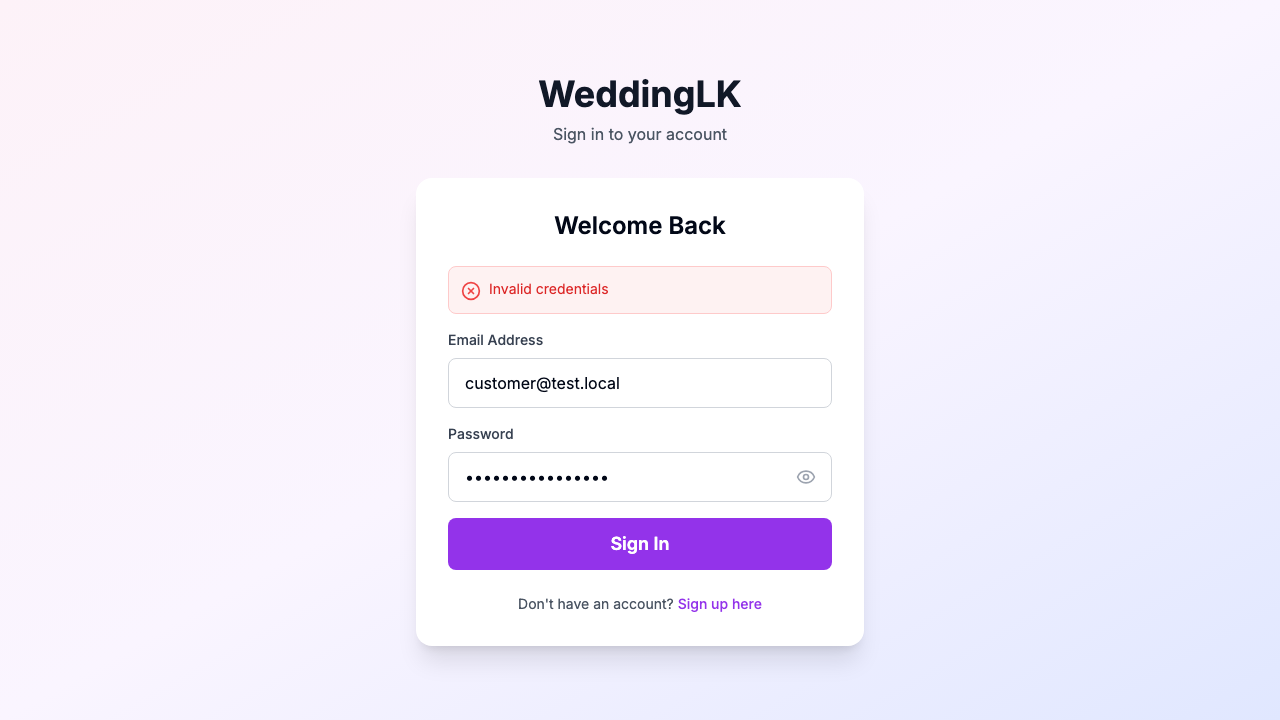 WeddingLK
Sign in to your account
Welcome Back
Invalid credentials
Email Address
customer@test.local
Password
••••••••••••••••
Sign In
Don't have an account? Sign up here